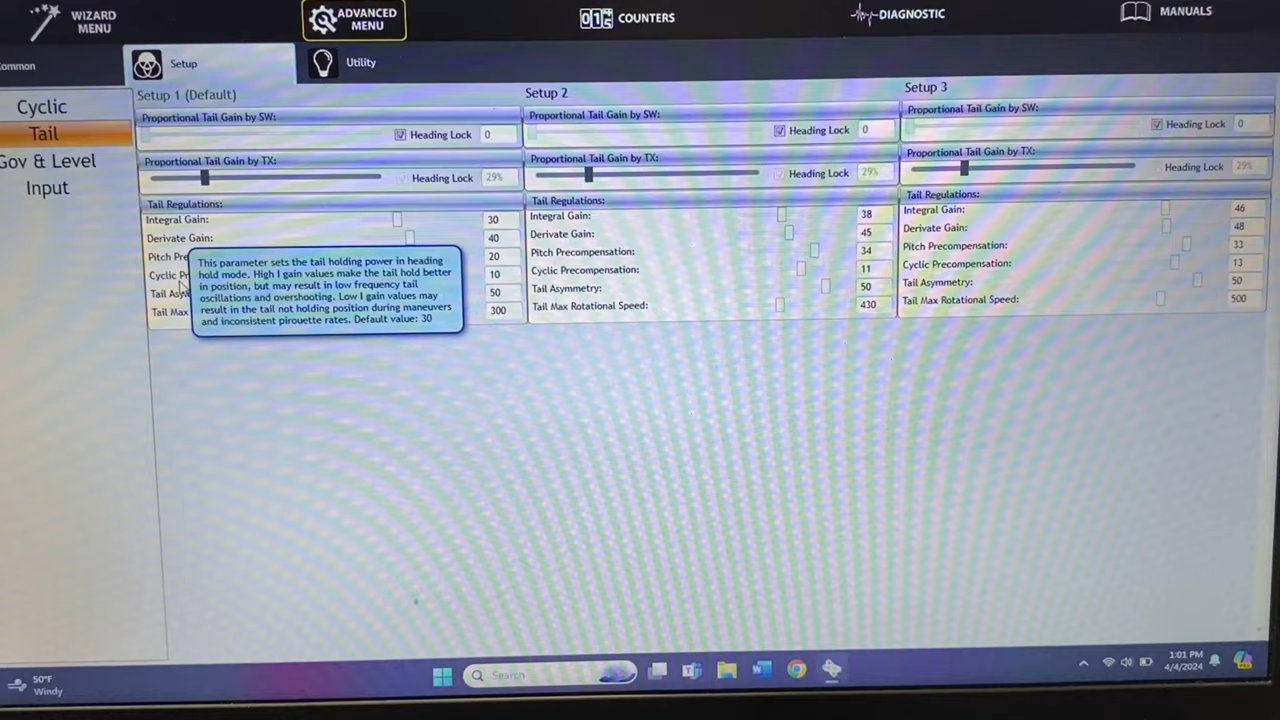 WIZARD
MENU
ADVANCED
MENU
COUNTERS
DIAGNOSTIC
MANUALS
ommon
Setup
Utility
Cyclic
Tail
Gov & Level
Input
Setup 1 (Default)
Proportional Tail Gain by SW:
Heading Lock 0
Proportional Tail Gain by TX:
Heading Lock 29%
Tail Regulations:
Integral Gain: 30
Derivate Gain: 40
Pitch Pre 20
Cyclic Pr 10
Tail Asy 50
Tail Max 300
This parameter sets the tail holding power in heading
hold mode. High I gain values make the tail hold better
in position, but may result in low frequency tail
oscillations and overshooting. Low I gain values may
result in the tail not holding position during maneuvers
and inconsistent pirouette rates. Default value: 30
Setup 2
Proportional Tail Gain by SW:
Heading Lock 0
Proportional Tail Gain by TX:
Heading Lock 29%
Tail Regulations:
Integral Gain: 38
Derivate Gain: 45
Pitch Precompensation: 34
Cyclic Precompensation: 11
Tail Asymmetry: 50
Tail Max Rotational Speed: 430
Setup 3
Proportional Tail Gain by SW:
Heading Lock 0
Proportional Tail Gain by TX:
Heading Lock 29%
Tail Regulations:
Integral Gain: 46
Derivate Gain: 48
Pitch Precompensation: 33
Cyclic Precompensation: 13
Tail Asymmetry: 50
Tail Max Rotational Speed: 500
50°F
Windy
Search
1:01 PM
4/4/2024